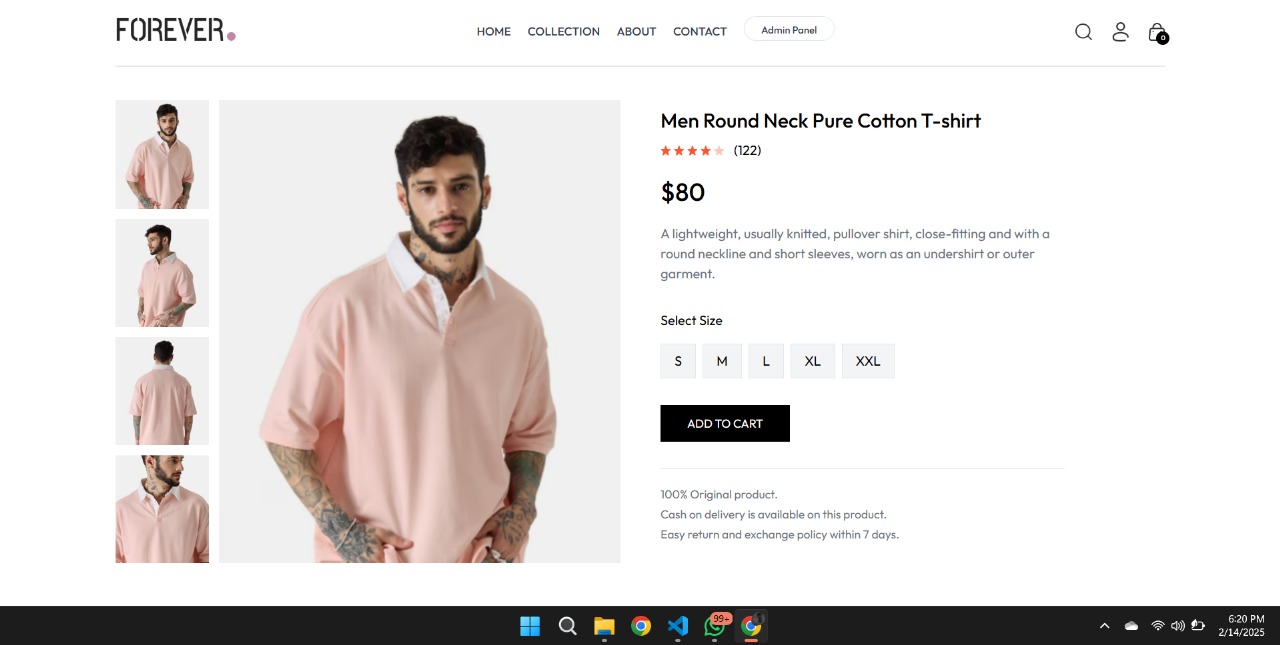 FOREVER.
HOME COLLECTION ABOUT CONTACT Admin Panel
0
Men Round Neck Pure Cotton T-shirt
(122)
$80
A lightweight, usually knitted, pullover shirt, close-fitting and with a
round neckline and short sleeves, worn as an undershirt or outer
garment.
Select Size
S M L XL XXL
ADD TO CART
100% Original product.
Cash on delivery is available on this product.
Easy return and exchange policy within 7 days.
99+
6:20 PM
2/14/2025